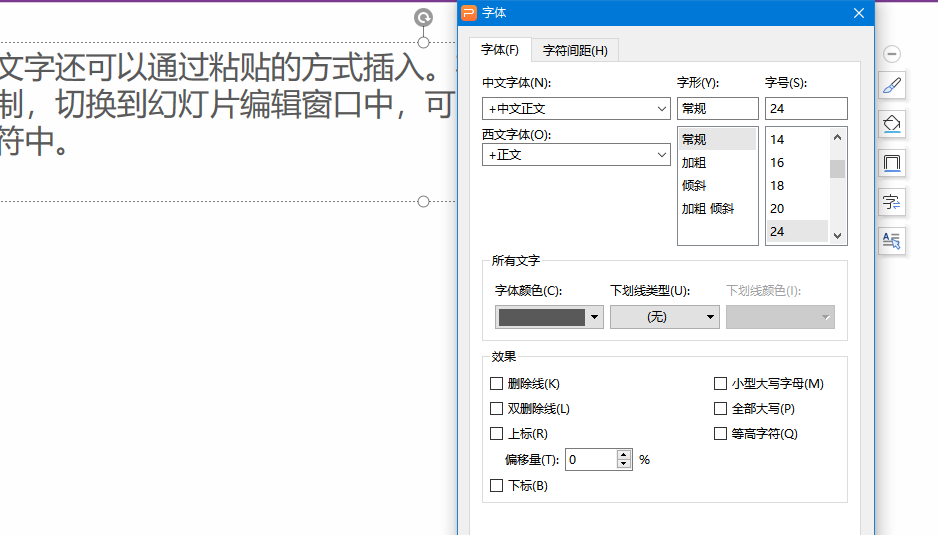 文字还可以通过粘贴的方式插入。
制，切换到幻灯片编辑窗口中，可
符中。
字体
字体(F) 字符间距(H)
中文字体(N): 字形(Y): 字号(S):
+中文正文 常规 24
西文字体(O):
+正文
常规
加粗
倾斜
加粗 倾斜
14
16
18
20
24
所有文字
字体颜色(C): 下划线类型(U): 下划线颜色(I):
(无)
效果
删除线(K) 小型大写字母(M)
双删除线(L) 全部大写(P)
上标(R) 等高字符(Q)
偏移量(T): 0 %
下标(B)
字